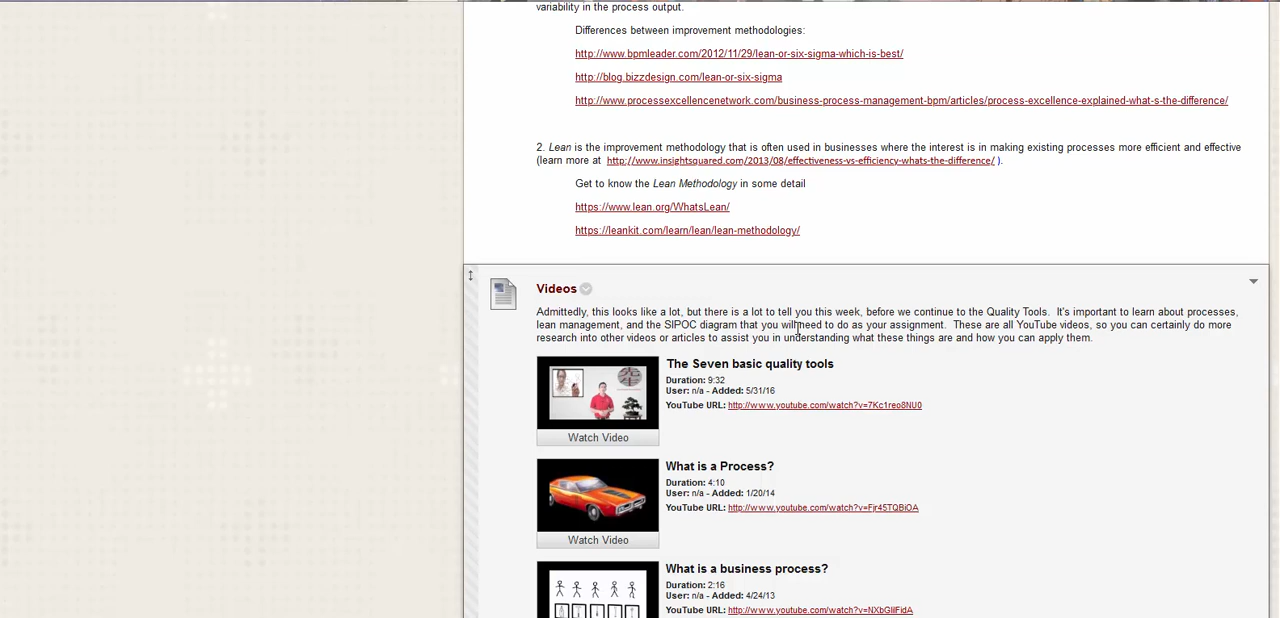 variability in the process output.
Differences between improvement methodologies:
http://www.bpmleader.com/2012/11/29/lean-or-six-sigma-which-is-best/
http://blog.bizzdesign.com/lean-or-six-sigma
http://www.processexcellencenetwork.com/business-process-management-bpm/articles/process-excellence-explained-what-s-the-difference/
2. Lean is the improvement methodology that is often used in businesses where the interest is in making existing processes more efficient and effective
(learn more at http://www.insightsquared.com/2013/08/effectiveness-vs-efficiency-whats-the-difference/ ).
Get to know the Lean Methodology in some detail
https://www.lean.org/WhatsLean/
https://leankit.com/learn/lean/lean-methodology/
Videos
Admittedly, this looks like a lot, but there is a lot to tell you this week, before we continue to the Quality Tools. It's important to learn about processes,
lean management, and the SIPOC diagram that you will need to do as your assignment. These are all YouTube videos, so you can certainly do more
research into other videos or articles to assist you in understanding what these things are and how you can apply them.
The Seven basic quality tools
Duration: 9:32
User: n/a - Added: 5/31/16
YouTube URL: http://www.youtube.com/watch?v=7Kc1reo8NU0
Watch Video
What is a Process?
Duration: 4:10
User: n/a - Added: 1/20/14
YouTube URL: http://www.youtube.com/watch?v=Fjr45TQBiOA
Watch Video
What is a business process?
Duration: 2:16
User: n/a - Added: 4/24/13
YouTube URL: http://www.youtube.com/watch?v=NXbGlilFidA